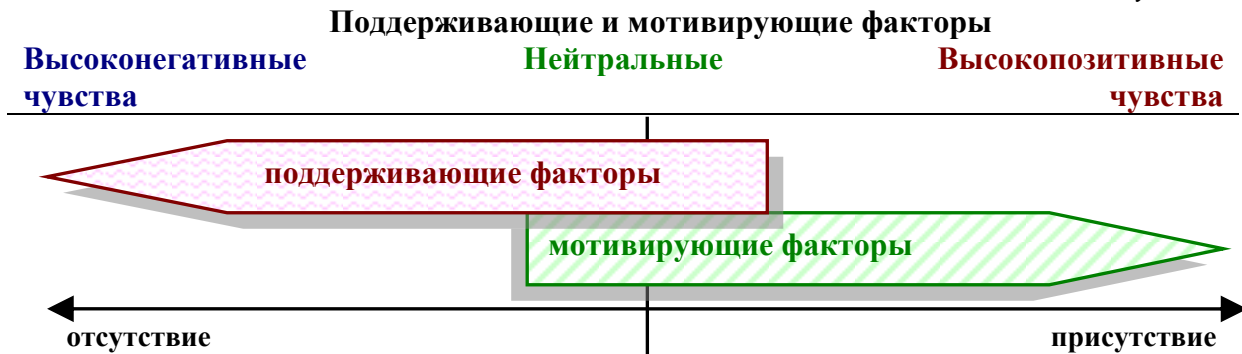 Поддерживающие и мотивирующие факторы
Высоконегативные чувства
Нейтральные
Высокопозитивные чувства
поддерживающие факторы
мотивирующие факторы
отсутствие
присутствие